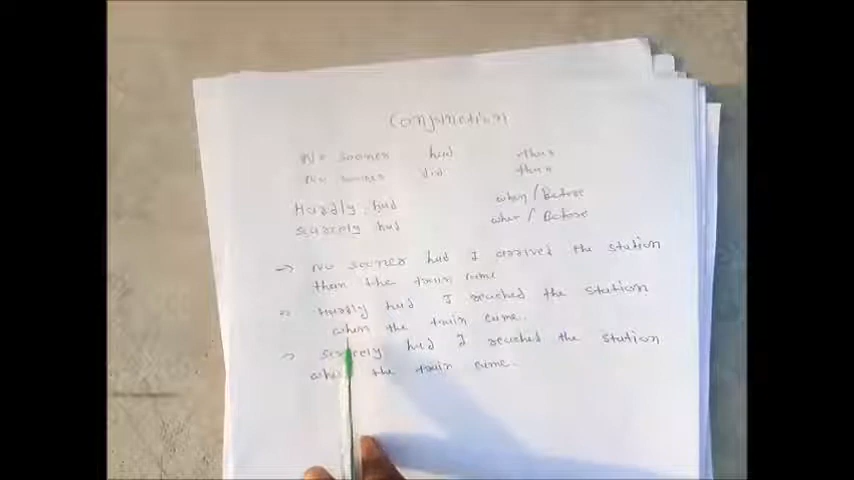 Conjunction
No sooner had than
No sooner did than
Hardly had when / Before
Scarcely had when / Before
→ No sooner had I arrived the station
than the train came
→ Hardly had I reached the station
when the train came.
→ Scarcely had I reached the station
when the train came.